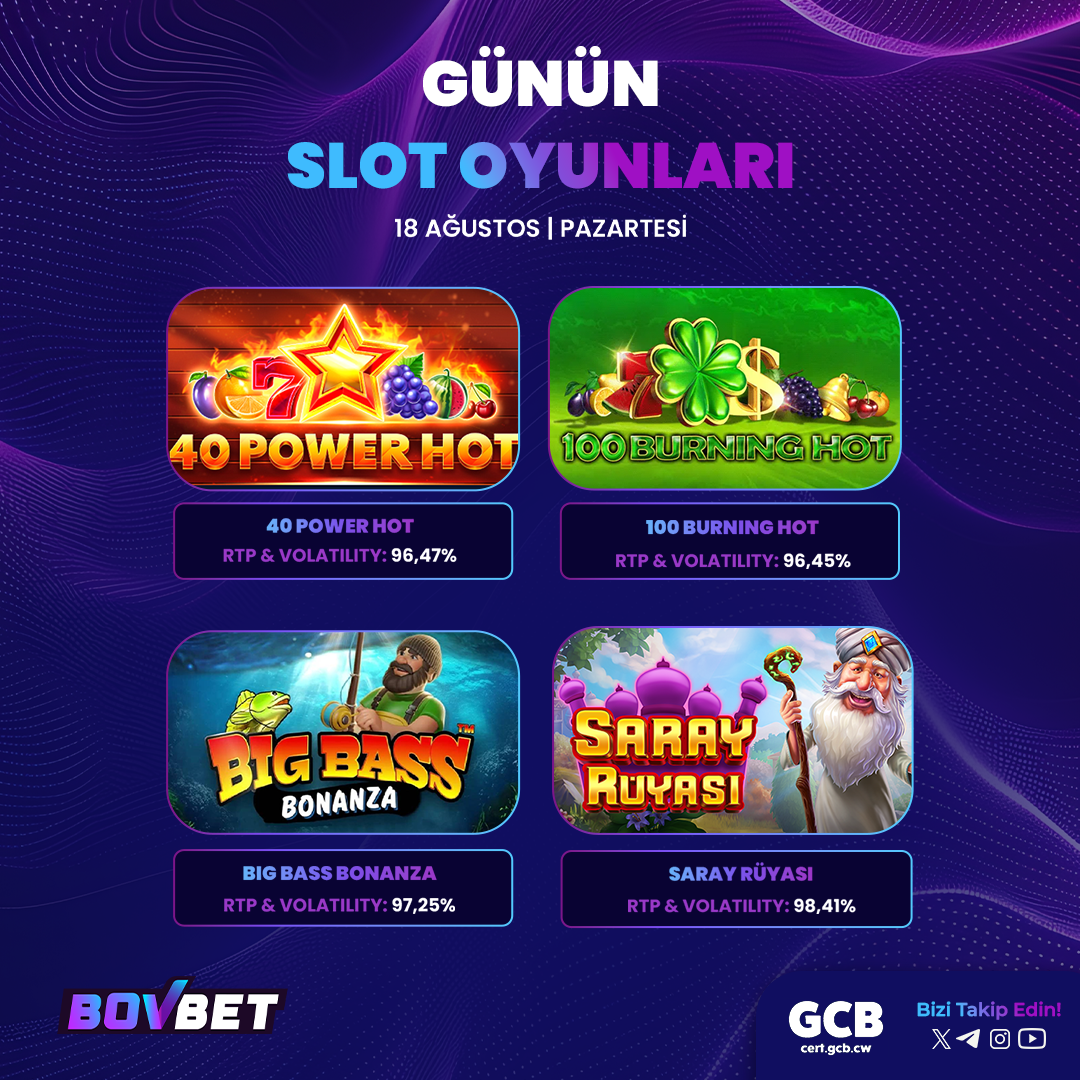 GÜNÜN
SLOT OYUNLARI
18 AĞUSTOS | PAZARTESİ
40 POWER HOT
100 BURNING HOT
40 POWER HOT
RTP & VOLATILITY: 96,47%
100 BURNING HOT
RTP & VOLATILITY: 96,45%
BIG BASS™
BONANZA
SARAY
RÜYASI
BIG BASS BONANZA
RTP & VOLATILITY: 97,25%
SARAY RÜYASI
RTP & VOLATILITY: 98,41%
BOVBET
GCB
cert.gcb.cw
Bizi Takip Edin!